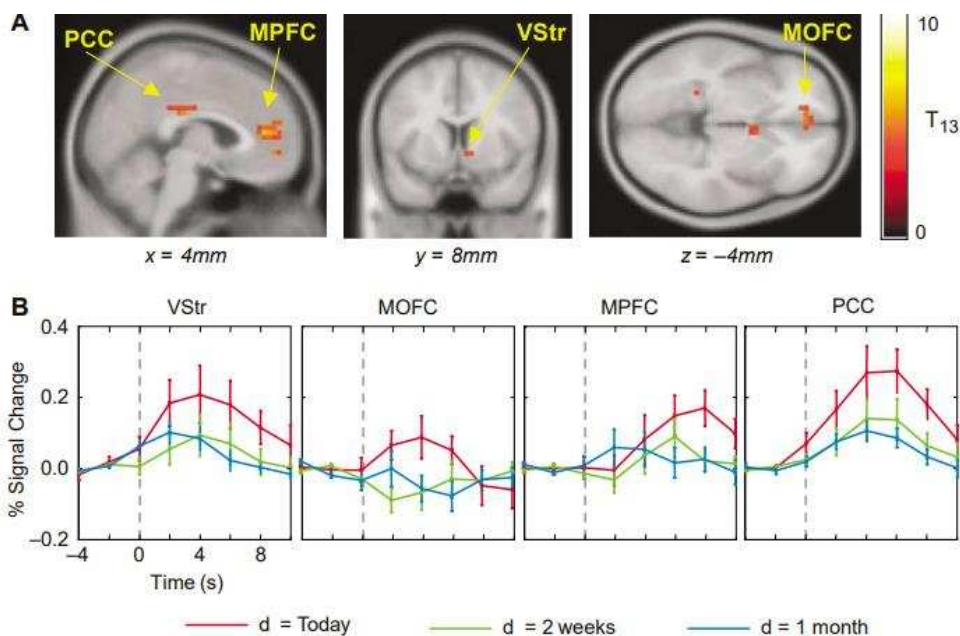 A
PCC
MPFC
VStr
MOFC
10
T13
0
x = 4mm
y = 8mm
z = −4mm
B
VStr
MOFC
MPFC
PCC
% Signal Change
0.4
0.2
0.0
−0.2
−4 0 4 8
Time (s)
d = Today
d = 2 weeks
d = 1 month